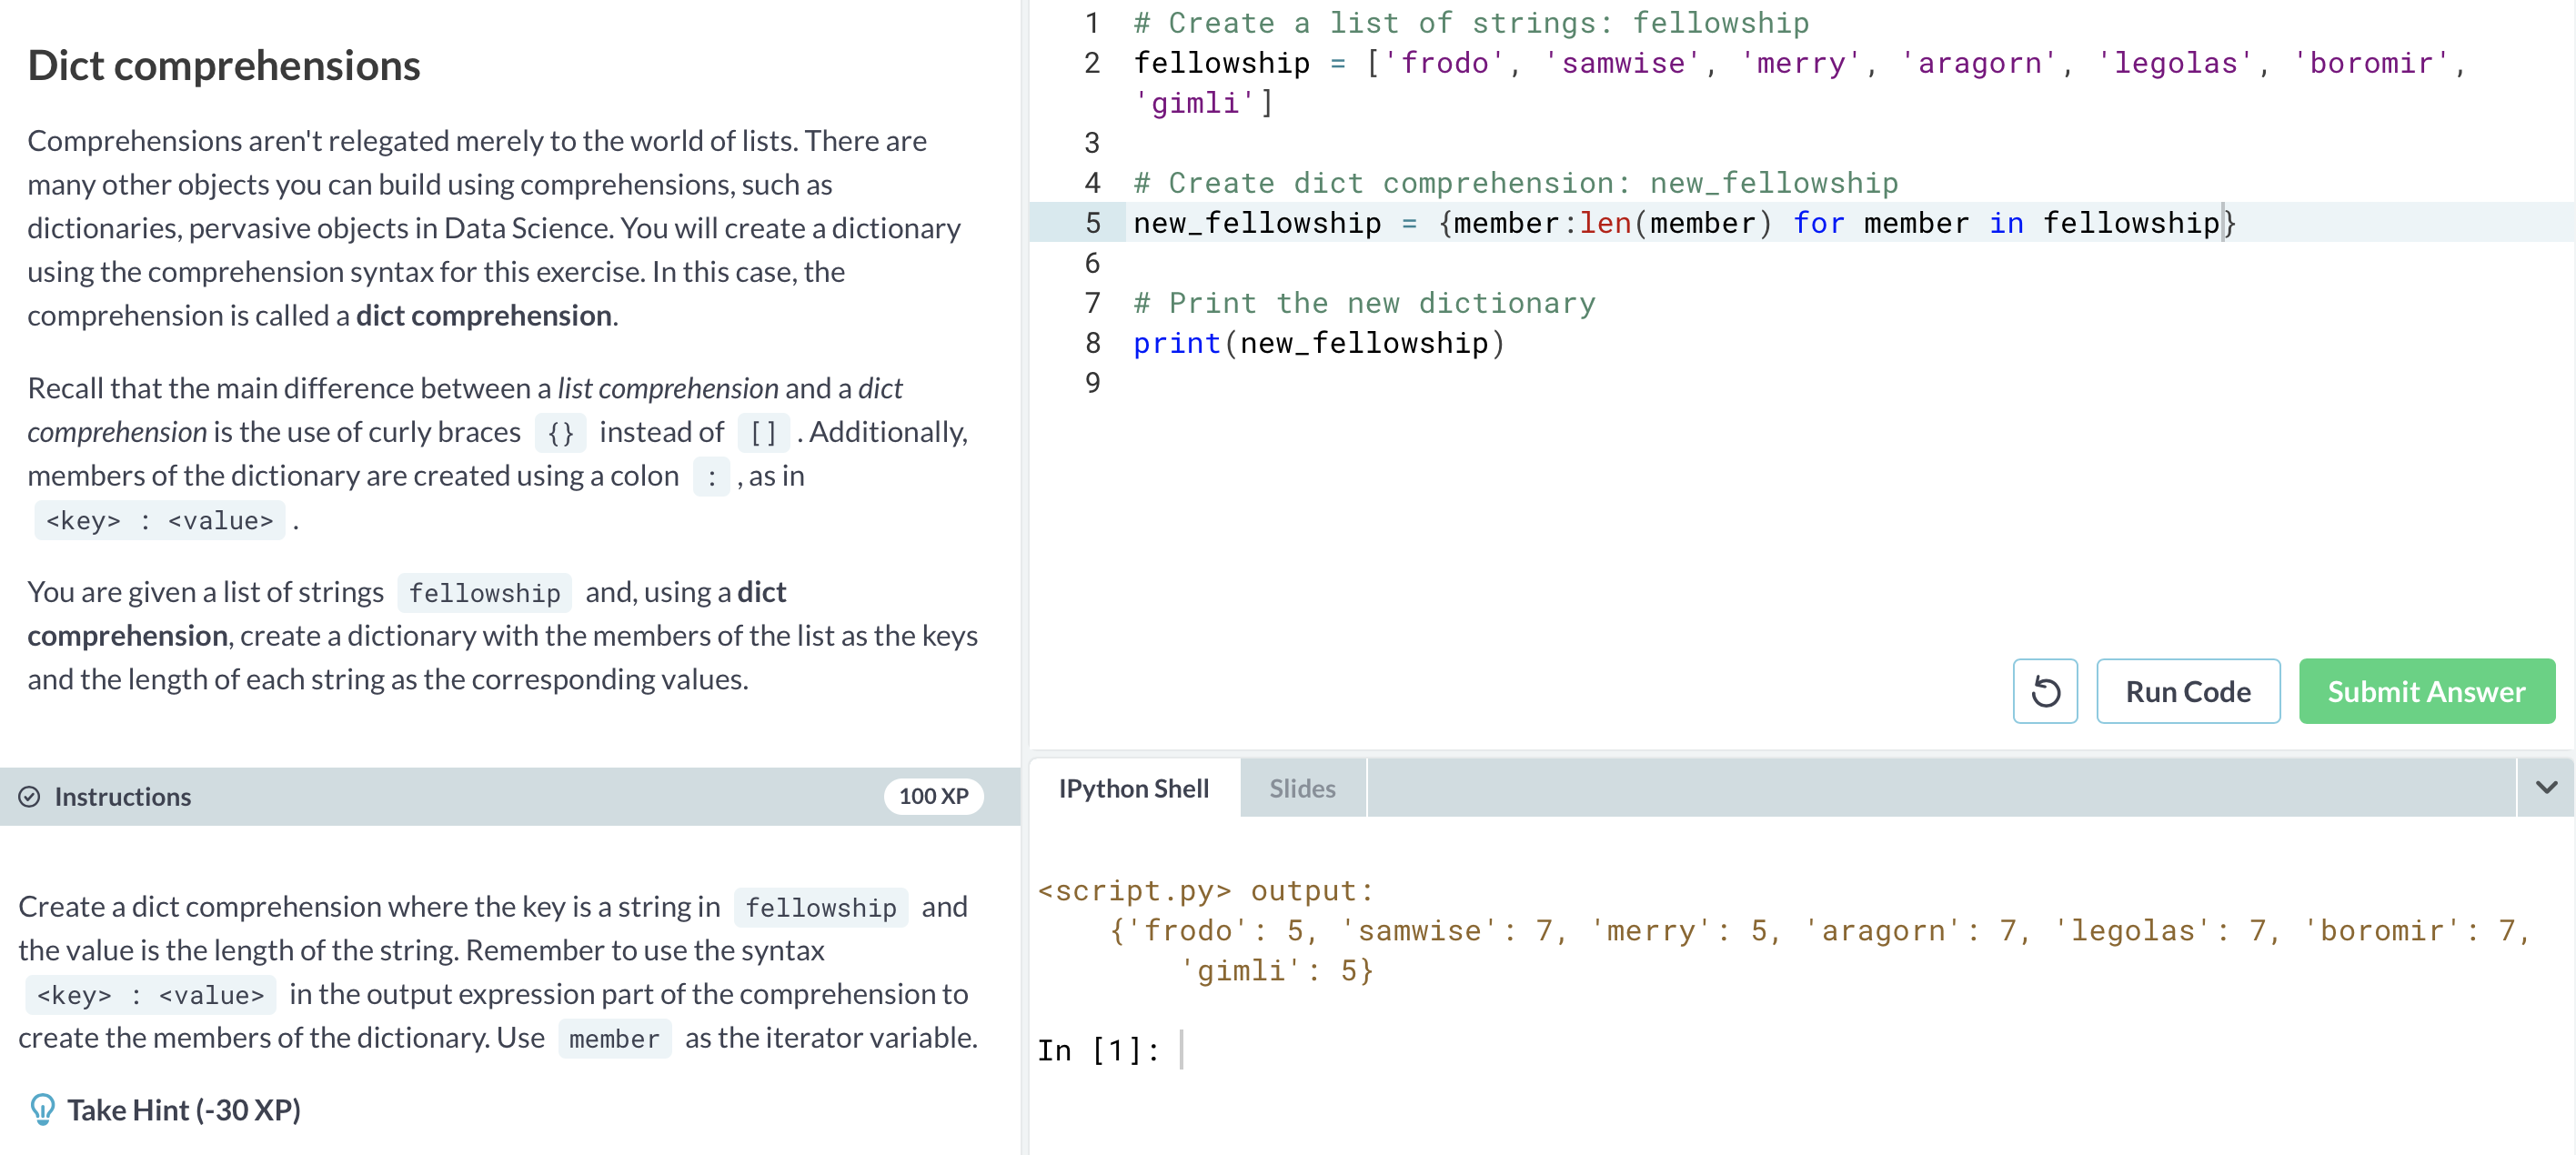 Dict comprehensions
Comprehensions aren't relegated merely to the world of lists. There are
many other objects you can build using comprehensions, such as
dictionaries, pervasive objects in Data Science. You will create a dictionary
using the comprehension syntax for this exercise. In this case, the
comprehension is called a dict comprehension.
Recall that the main difference between a list comprehension and a dict
comprehension is the use of curly braces {} instead of []. Additionally,
members of the dictionary are created using a colon : , as in
<key> : <value> .
You are given a list of strings fellowship and, using a dict
comprehension, create a dictionary with the members of the list as the keys
and the length of each string as the corresponding values.
Instructions 100 XP
Create a dict comprehension where the key is a string in fellowship and
the value is the length of the string. Remember to use the syntax
<key> : <value> in the output expression part of the comprehension to
create the members of the dictionary. Use member as the iterator variable.
Take Hint (-30 XP)
1 # Create a list of strings: fellowship
2 fellowship = ['frodo', 'samwise', 'merry', 'aragorn', 'legolas', 'boromir',
'gimli']
3
4 # Create dict comprehension: new_fellowship
5 new_fellowship = {member:len(member) for member in fellowship}
6
7 # Print the new dictionary
8 print(new_fellowship)
9
Run Code Submit Answer
IPython Shell Slides
<script.py> output:
{'frodo': 5, 'samwise': 7, 'merry': 5, 'aragorn': 7, 'legolas': 7, 'boromir': 7,
'gimli': 5}
In [1]: